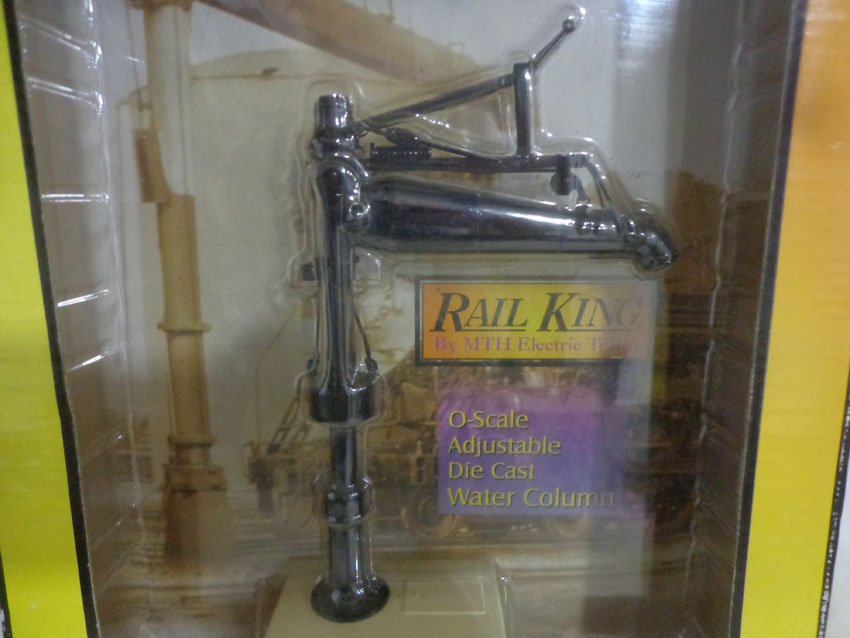 RAIL KING
By MTH Electric Trains
O-Scale
Adjustable
Die Cast
Water Column